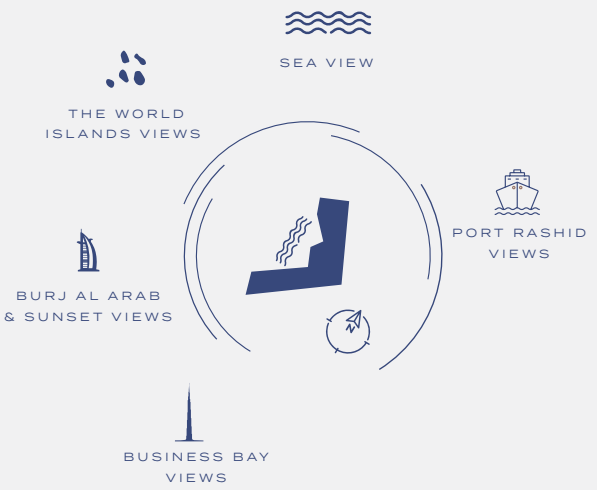 SEA VIEW
THE WORLD
ISLANDS VIEWS
PORT RASHID
VIEWS
BURJ AL ARAB
& SUNSET VIEWS
BUSINESS BAY
VIEWS